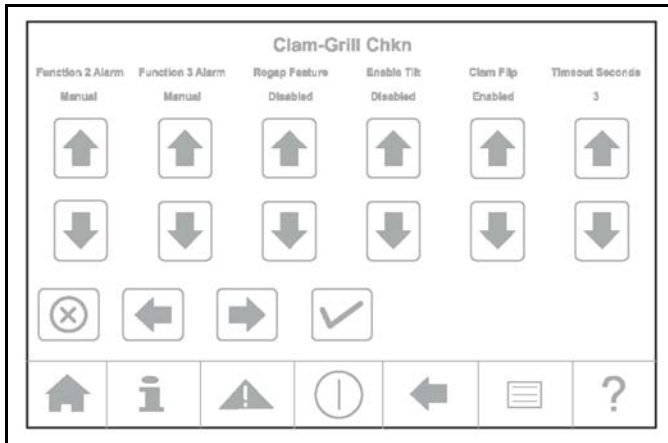 Clam-Grill Chkn
Function 2 Alarm Function 3 Alarm Regap Feature Enable Tilt Clam Flip Timeout Seconds
Manual Manual Disabled Disabled Enabled 3
i ! ?